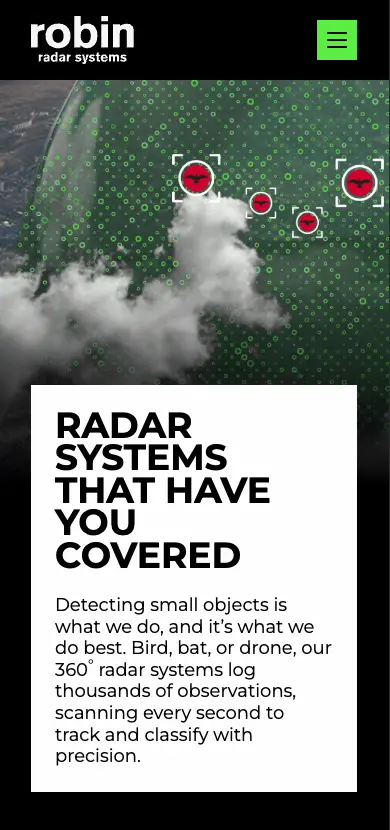 robin
radar systems
RADAR
SYSTEMS
THAT HAVE
YOU
COVERED
Detecting small objects is
what we do, and it’s what we
do best. Bird, bat, or drone, our
360° radar systems log
thousands of observations,
scanning every second to
track and classify with
precision.